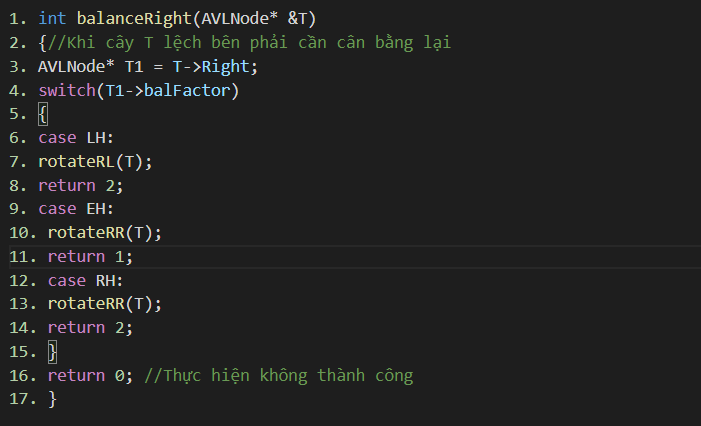 1. int balanceRight(AVLNode* &T)
2. {//Khi cây T lệch bên phải cần cân bằng lại
3. AVLNode* T1 = T->Right;
4. switch(T1->balFactor)
5. {
6. case LH:
7. rotateRL(T);
8. return 2;
9. case EH:
10. rotateRR(T);
11. return 1;
12. case RH:
13. rotateRR(T);
14. return 2;
15. }
16. return 0; //Thực hiện không thành công
17. }